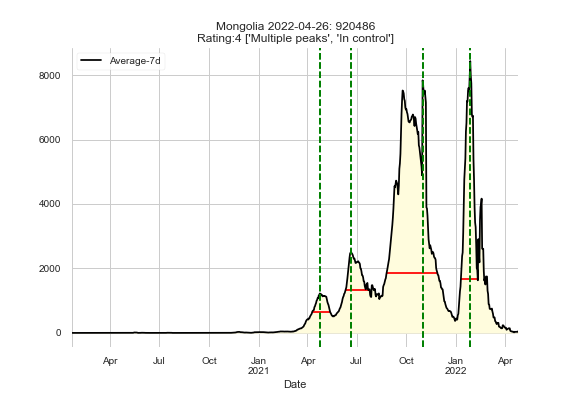 Mongolia 2022-04-26: 920486
Rating:4 ['Multiple peaks', 'In control']
Average-7d
8000
6000
4000
2000
0
Apr
Jul
Oct
Jan
2021
Apr
Jul
Oct
Jan
2022
Apr
Date